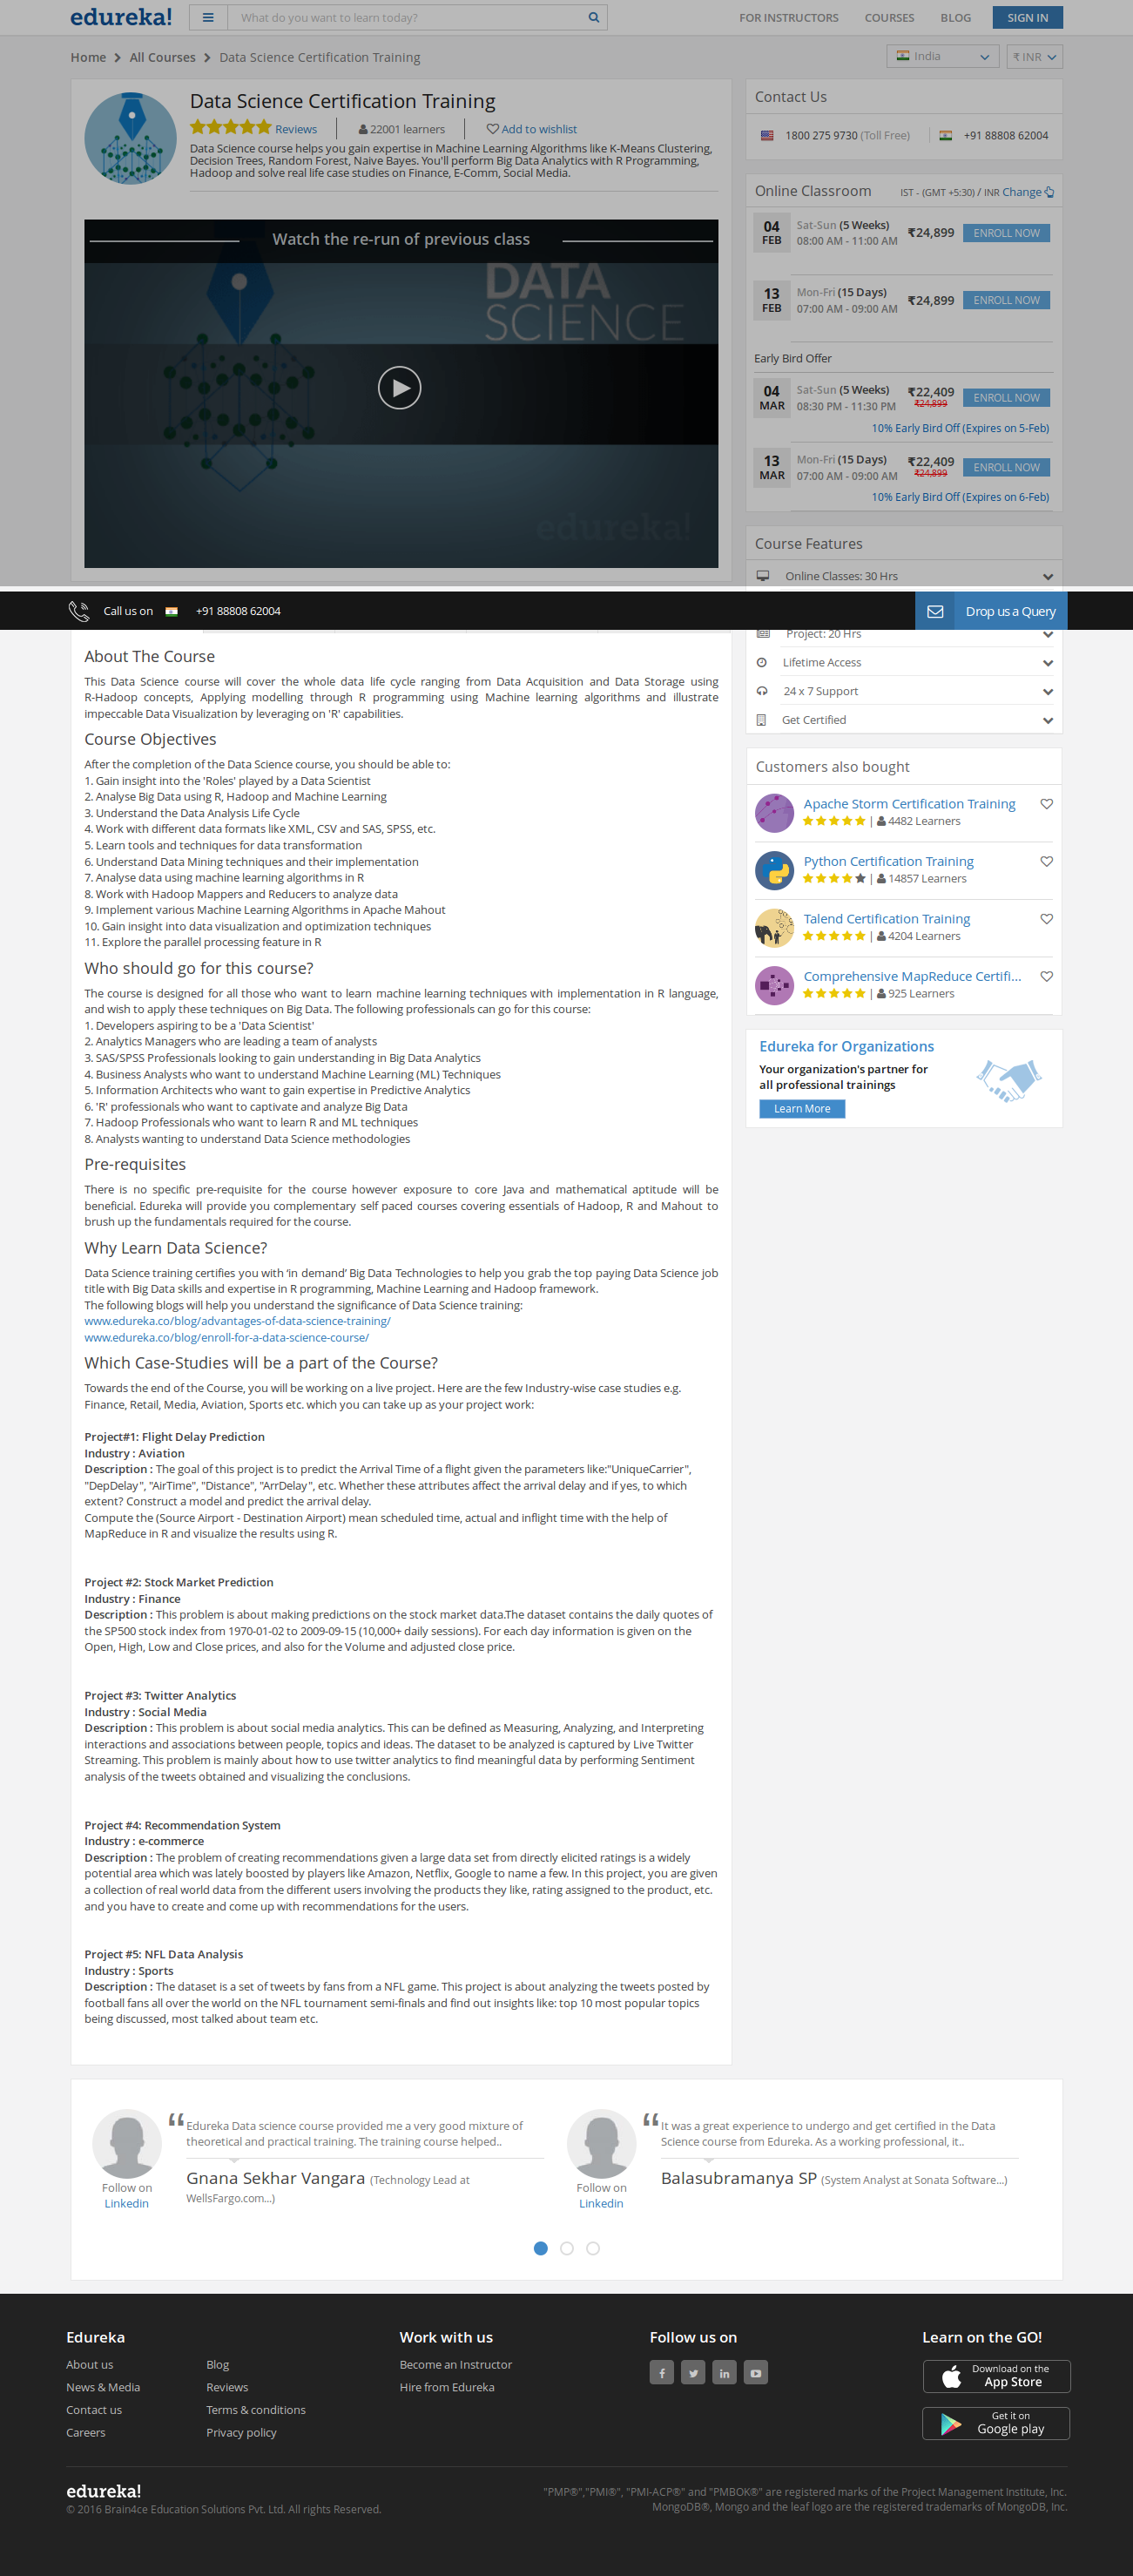 edureka!
What do you want to learn today?
FOR INSTRUCTORS
COURSES
BLOG
SIGN IN
Home
All Courses
Data Science Certification Training
India
₹ INR
Data Science Certification Training
Reviews
22001 learners
Add to wishlist
Data Science course helps you gain expertise in Machine Learning Algorithms like K-Means Clustering,
Decision Trees, Random Forest, Naive Bayes. You'll perform Big Data Analytics with R Programming,
Hadoop and solve real life case studies on Finance, E-Comm, Social Media.
Watch the re-run of previous class
DATA
SCIENCE
edureka!
Contact Us
1800 275 9730 (Toll Free)
+91 88808 62004
Online Classroom
IST - (GMT +5:30) / INR Change
04 FEB
Sat-Sun (5 Weeks)
08:00 AM - 11:00 AM
₹24,899
ENROLL NOW
13 FEB
Mon-Fri (15 Days)
07:00 AM - 09:00 AM
₹24,899
ENROLL NOW
Early Bird Offer
04 MAR
Sat-Sun (5 Weeks)
08:30 PM - 11:30 PM
₹22,409
₹24,899
ENROLL NOW
10% Early Bird Off (Expires on 5-Feb)
13 MAR
Mon-Fri (15 Days)
07:00 AM - 09:00 AM
₹22,409
₹24,899
ENROLL NOW
10% Early Bird Off (Expires on 6-Feb)
Course Features
Online Classes: 30 Hrs
Call us on
+91 88808 62004
Drop us a Query
Project: 20 Hrs
Lifetime Access
24 x 7 Support
Get Certified
About The Course
This Data Science course will cover the whole data life cycle ranging from Data Acquisition and Data Storage using
R-Hadoop concepts, Applying modelling through R programming using Machine learning algorithms and illustrate
impeccable Data Visualization by leveraging on 'R' capabilities.
Course Objectives
After the completion of the Data Science course, you should be able to:
1. Gain insight into the 'Roles' played by a Data Scientist
2. Analyse Big Data using R, Hadoop and Machine Learning
3. Understand the Data Analysis Life Cycle
4. Work with different data formats like XML, CSV and SAS, SPSS, etc.
5. Learn tools and techniques for data transformation
6. Understand Data Mining techniques and their implementation
7. Analyse data using machine learning algorithms in R
8. Work with Hadoop Mappers and Reducers to analyze data
9. Implement various Machine Learning Algorithms in Apache Mahout
10. Gain insight into data visualization and optimization techniques
11. Explore the parallel processing feature in R
Who should go for this course?
The course is designed for all those who want to learn machine learning techniques with implementation in R language,
and wish to apply these techniques on Big Data. The following professionals can go for this course:
1. Developers aspiring to be a 'Data Scientist'
2. Analytics Managers who are leading a team of analysts
3. SAS/SPSS Professionals looking to gain understanding in Big Data Analytics
4. Business Analysts who want to understand Machine Learning (ML) Techniques
5. Information Architects who want to gain expertise in Predictive Analytics
6. 'R' professionals who want to captivate and analyze Big Data
7. Hadoop Professionals who want to learn R and ML techniques
8. Analysts wanting to understand Data Science methodologies
Pre-requisites
There is no specific pre-requisite for the course however exposure to core Java and mathematical aptitude will be
beneficial. Edureka will provide you complementary self paced courses covering essentials of Hadoop, R and Mahout to
brush up the fundamentals required for the course.
Why Learn Data Science?
Data Science training certifies you with ‘in demand’ Big Data Technologies to help you grab the top paying Data Science job
title with Big Data skills and expertise in R programming, Machine Learning and Hadoop framework.
The following blogs will help you understand the significance of Data Science training:
www.edureka.co/blog/advantages-of-data-science-training/
www.edureka.co/blog/enroll-for-a-data-science-course/
Which Case-Studies will be a part of the Course?
Towards the end of the Course, you will be working on a live project. Here are the few Industry-wise case studies e.g.
Finance, Retail, Media, Aviation, Sports etc. which you can take up as your project work:
Project#1: Flight Delay Prediction
Industry : Aviation
Description : The goal of this project is to predict the Arrival Time of a flight given the parameters like:"UniqueCarrier",
"DepDelay", "AirTime", "Distance", "ArrDelay", etc. Whether these attributes affect the arrival delay and if yes, to which
extent? Construct a model and predict the arrival delay.
Compute the (Source Airport - Destination Airport) mean scheduled time, actual and inflight time with the help of
MapReduce in R and visualize the results using R.
Project #2: Stock Market Prediction
Industry : Finance
Description : This problem is about making predictions on the stock market data.The dataset contains the daily quotes of
the SP500 stock index from 1970-01-02 to 2009-09-15 (10,000+ daily sessions). For each day information is given on the
Open, High, Low and Close prices, and also for the Volume and adjusted close price.
Project #3: Twitter Analytics
Industry : Social Media
Description : This problem is about social media analytics. This can be defined as Measuring, Analyzing, and Interpreting
interactions and associations between people, topics and ideas. The dataset to be analyzed is captured by Live Twitter
Streaming. This problem is mainly about how to use twitter analytics to find meaningful data by performing Sentiment
analysis of the tweets obtained and visualizing the conclusions.
Project #4: Recommendation System
Industry : e-commerce
Description : The problem of creating recommendations given a large data set from directly elicited ratings is a widely
potential area which was lately boosted by players like Amazon, Netflix, Google to name a few. In this project, you are given
a collection of real world data from the different users involving the products they like, rating assigned to the product, etc.
and you have to create and come up with recommendations for the users.
Project #5: NFL Data Analysis
Industry : Sports
Description : The dataset is a set of tweets by fans from a NFL game. This project is about analyzing the tweets posted by
football fans all over the world on the NFL tournament semi-finals and find out insights like: top 10 most popular topics
being discussed, most talked about team etc.
Customers also bought
Apache Storm Certification Training
| 4482 Learners
Python Certification Training
| 14857 Learners
Talend Certification Training
| 4204 Learners
Comprehensive MapReduce Certifi...
| 925 Learners
Edureka for Organizations
Your organization's partner for
all professional trainings
Learn More
“ Edureka Data science course provided me a very good mixture of
theoretical and practical training. The training course helped..
Gnana Sekhar Vangara (Technology Lead at
WellsFargo.com...)
Follow on
Linkedin
“ It was a great experience to undergo and get certified in the Data
Science course from Edureka. As a working professional, it..
Balasubramanya SP (System Analyst at Sonata Software...)
Follow on
Linkedin
Edureka
About us
News & Media
Contact us
Careers
Blog
Reviews
Terms & conditions
Privacy policy
Work with us
Become an Instructor
Hire from Edureka
Follow us on
Learn on the GO!
Download on the
App Store
Get it on
Google play
edureka!
© 2016 Brain4ce Education Solutions Pvt. Ltd. All rights Reserved.
"PMP®","PMI®", "PMI-ACP®" and "PMBOK®" are registered marks of the Project Management Institute, Inc.
MongoDB®, Mongo and the leaf logo are the registered trademarks of MongoDB, Inc.